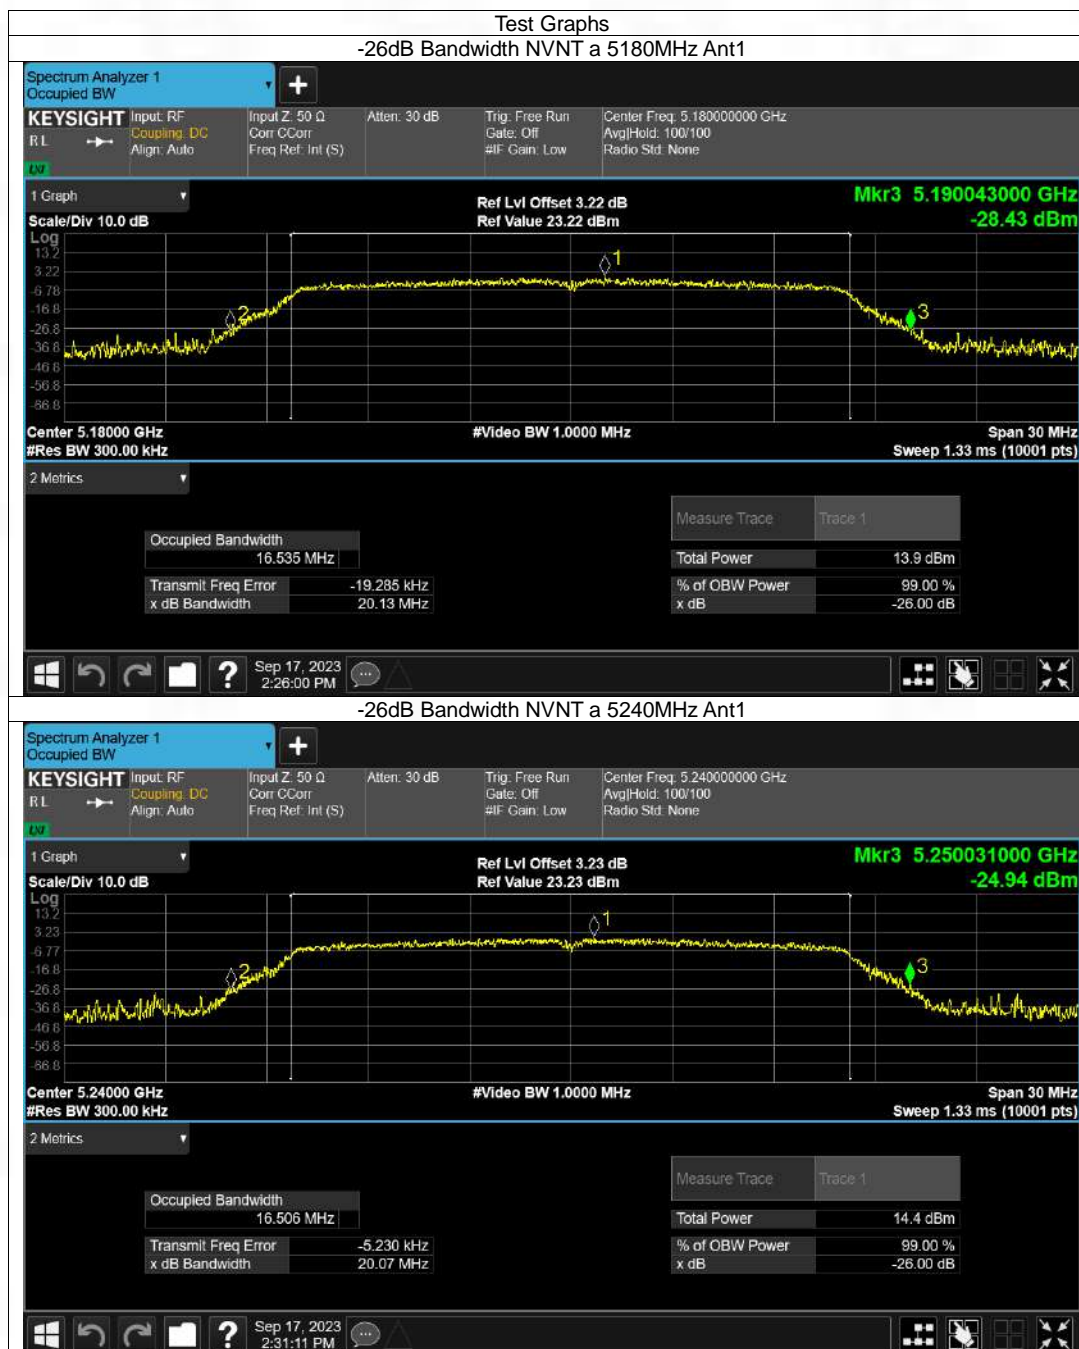 Test Graphs
-26dB Bandwidth NVNT a 5180MHz Ant1
Spectrum Analyzer 1
Occupied BW
KEYSIGHT Input: RF Input Z: 50 Ω Atten: 30 dB Trig: Free Run Center Freq: 5.180000000 GHz
RL Coupling: DC Corr CCorr Gate: Off Avg|Hold: 100/100
Align: Auto Freq Ref: Int (S) #IF Gain: Low Radio Std: None
LXI
1 Graph Ref Lvl Offset 3.22 dB Mkr3 5.190043000 GHz
Scale/Div 10.0 dB Ref Value 23.22 dBm -28.43 dBm
Log
13.2
1
3.22
-6.78
-16.8
2 3
-26.8
-36.8
-46.8
-56.8
-66.8
Center 5.18000 GHz #Video BW 1.0000 MHz Span 30 MHz
#Res BW 300.00 kHz Sweep 1.33 ms (10001 pts)
2 Metrics
Measure Trace Trace 1
Occupied Bandwidth
16.535 MHz Total Power 13.9 dBm
Transmit Freq Error -19.285 kHz % of OBW Power 99.00 %
x dB Bandwidth 20.13 MHz x dB -26.00 dB
? Sep 17, 2023
2:26:00 PM
-26dB Bandwidth NVNT a 5240MHz Ant1
Spectrum Analyzer 1
Occupied BW
KEYSIGHT Input: RF Input Z: 50 Ω Atten: 30 dB Trig: Free Run Center Freq: 5.240000000 GHz
RL Coupling: DC Corr CCorr Gate: Off Avg|Hold: 100/100
Align: Auto Freq Ref: Int (S) #IF Gain: Low Radio Std: None
LXI
1 Graph Ref Lvl Offset 3.23 dB Mkr3 5.250031000 GHz
Scale/Div 10.0 dB Ref Value 23.23 dBm -24.94 dBm
Log
13.2
1
3.23
-6.77
-16.8
2 3
-26.8
-36.8
-46.8
-56.8
-66.8
Center 5.24000 GHz #Video BW 1.0000 MHz Span 30 MHz
#Res BW 300.00 kHz Sweep 1.33 ms (10001 pts)
2 Metrics
Measure Trace Trace 1
Occupied Bandwidth
16.506 MHz Total Power 14.4 dBm
Transmit Freq Error -5.230 kHz % of OBW Power 99.00 %
x dB Bandwidth 20.07 MHz x dB -26.00 dB
? Sep 17, 2023
2:31:11 PM